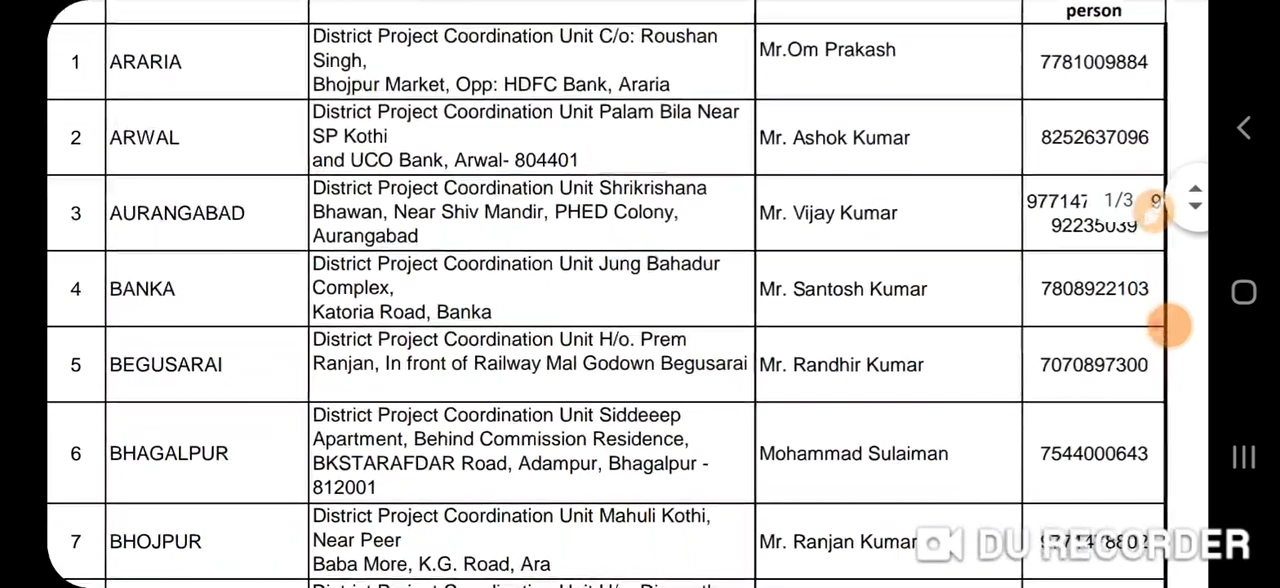 person
1 ARARIA District Project Coordination Unit C/o: Roushan
Singh,
Bhojpur Market, Opp: HDFC Bank, Araria Mr.Om Prakash 7781009884
2 ARWAL District Project Coordination Unit Palam Bila Near
SP Kothi
and UCO Bank, Arwal- 804401 Mr. Ashok Kumar 8252637096
3 AURANGABAD District Project Coordination Unit Shrikrishana
Bhawan, Near Shiv Mandir, PHED Colony,
Aurangabad Mr. Vijay Kumar 977147 1/3 9
92235039
4 BANKA District Project Coordination Unit Jung Bahadur
Complex,
Katoria Road, Banka Mr. Santosh Kumar 7808922103
5 BEGUSARAI District Project Coordination Unit H/o. Prem
Ranjan, In front of Railway Mal Godown Begusarai Mr. Randhir Kumar 7070897300
6 BHAGALPUR District Project Coordination Unit Siddeeep
Apartment, Behind Commission Residence,
BKSTARAFDAR Road, Adampur, Bhagalpur -
812001 Mohammad Sulaiman 7544000643
7 BHOJPUR District Project Coordination Unit Mahuli Kothi,
Near Peer
Baba More, K.G. Road, Ara Mr. Ranjan Kumar
DU RECORDER